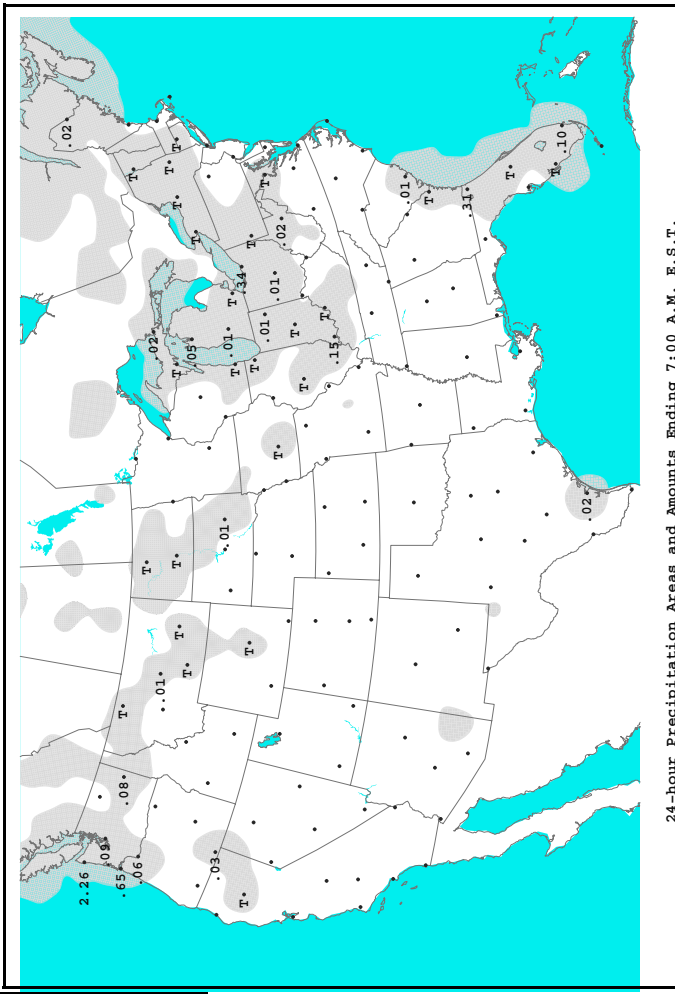 .02
2.26
.09
.65
T
.08
T
.06
T
.02
.01
T
T
T
T
T
T
T
.05
T
.03
.01
.01
T
T
.34
T
T
T
T
.01
T
.01
T
.02
T
T
T
.15
.01
T
.31
T
T
.10
.02
24-hour Precipitation Areas and Amounts Ending 7:00 A.M. E.S.T.